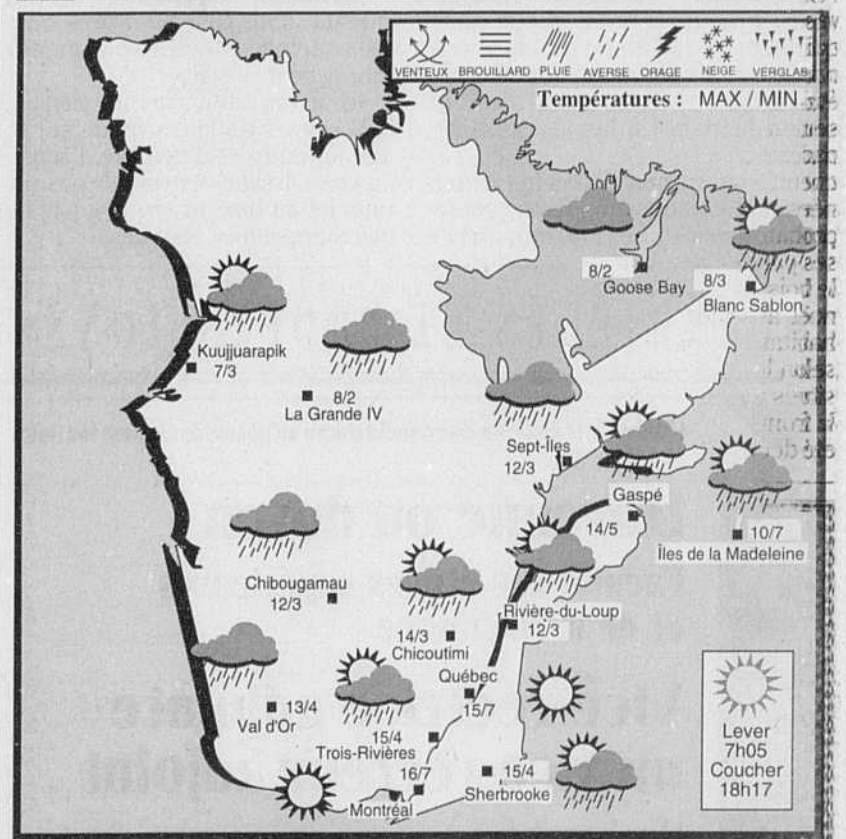 VENTEUX BROUILLARD PLUIE AVERSE ORAGE NEIGE VERGLAS
Températures : MAX / MIN.
8/2
Goose Bay
8/3
Blanc Sablon
Kuujjuarapik
7/3
8/2
La Grande IV
Sept-Îles
12/3
Gaspé
14/5
10/7
Îles de la Madeleine
Chibougamau
12/3
Rivière-du-Loup
12/3
14/3
Chicoutimi
Québec
15/7
13/4
Val d'Or
15/4
Trois-Rivières
16/7
Montréal
15/4
Sherbrooke
Lever
7h05
Coucher
18h17